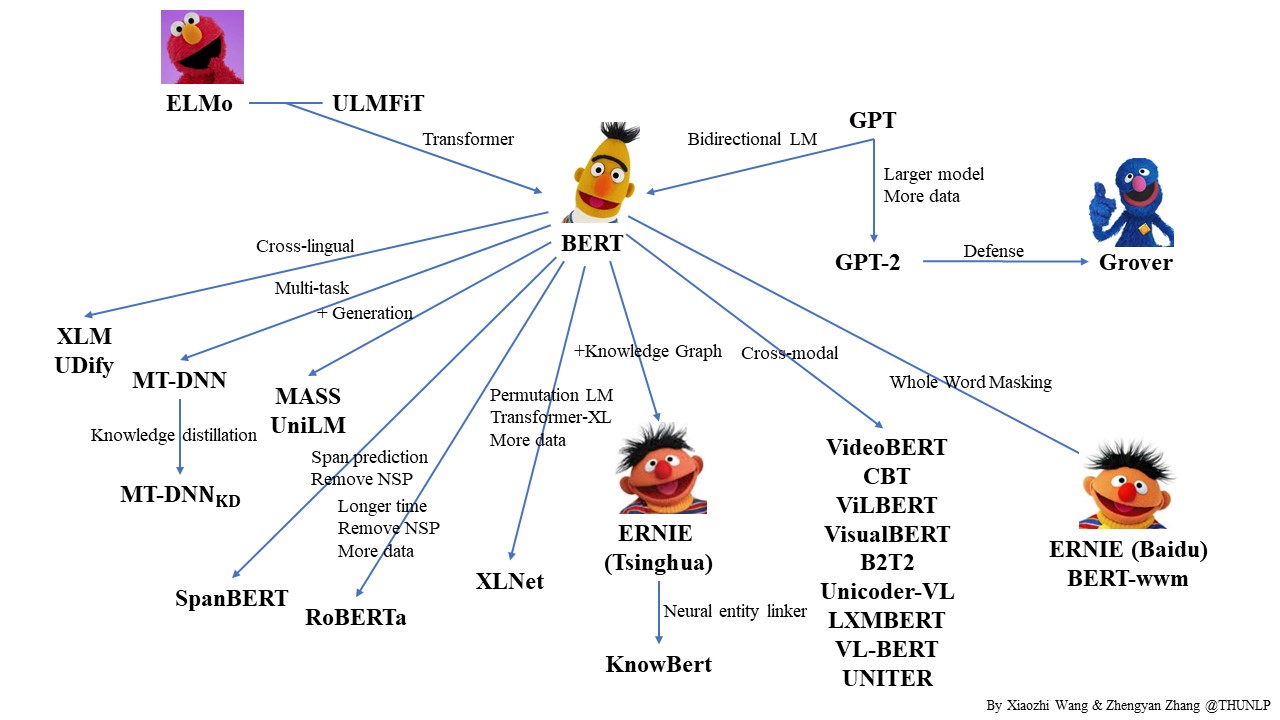 ELMo
ULMFiT
GPT
Transformer
Bidirectional LM
Larger model
More data
BERT
Cross-lingual
GPT-2
Defense
Grover
Multi-task
+ Generation
XLM
UDify
MT-DNN
MASS
UniLM
+Knowledge Graph
Cross-modal
Whole Word Masking
Permutation LM
Transformer-XL
More data
Knowledge distillation
Span prediction
Remove NSP
MT-DNNKD
Longer time
Remove NSP
More data
VideoBERT
CBT
ViLBERT
VisualBERT
B2T2
Unicoder-VL
LXMBERT
VL-BERT
UNITER
ERNIE
(Tsinghua)
ERNIE (Baidu)
BERT-wwm
XLNet
SpanBERT
RoBERTa
Neural entity linker
KnowBert
By Xiaozhi Wang & Zhengyan Zhang @THUNLP